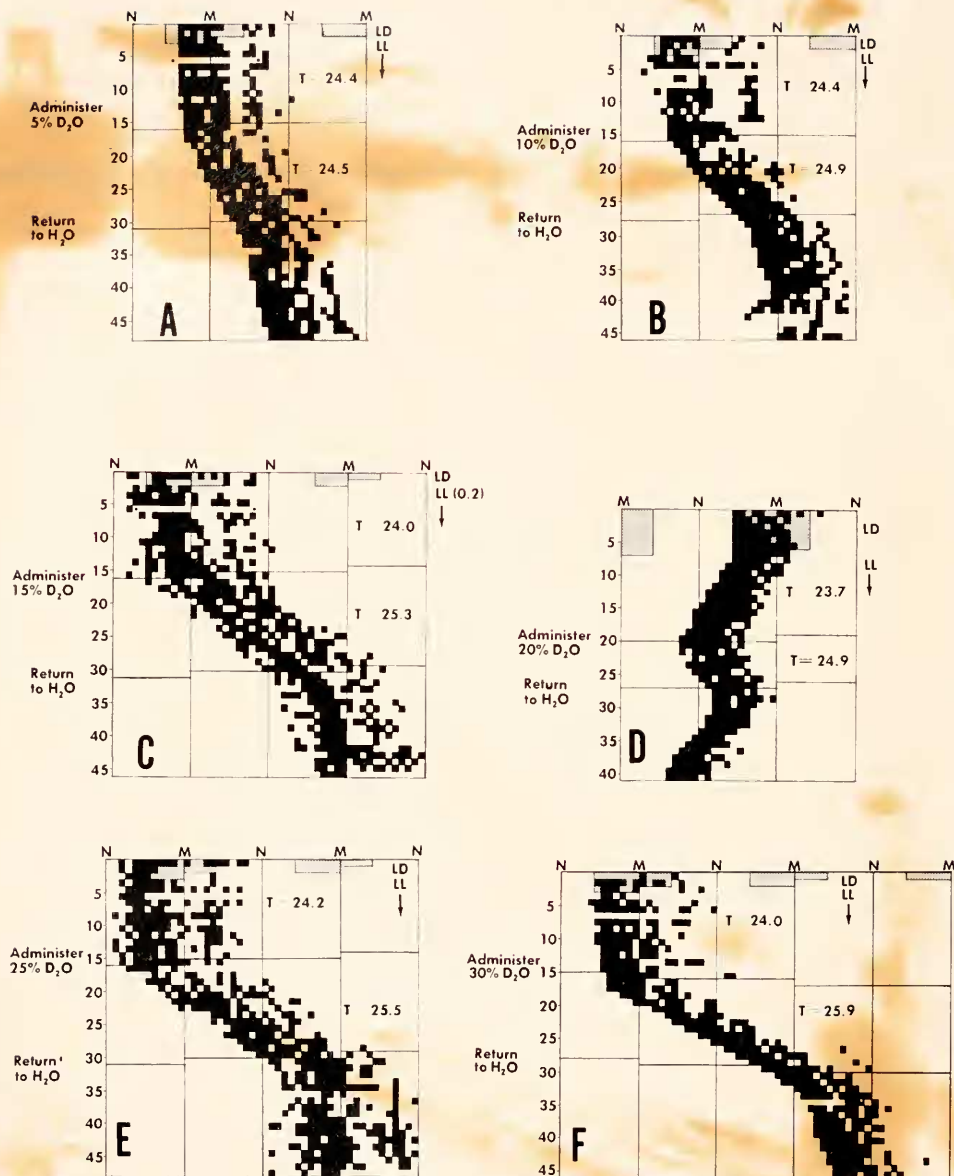 N M N M
LD
LL
5
10
15
20
25
30
35
40
45
Administer
5% D₂O
Return
to H₂O
T = 24.4
T = 24.5
A
N M N M
LD
LL
5
10
15
20
25
30
35
40
45
Administer
10% D₂O
Return
to H₂O
T 24.4
T = 24.9
B
N M N M N
LD
LL (0.2)
5
10
15
20
25
30
35
40
45
Administer
15% D₂O
Return
to H₂O
T 24.0
T 25.3
C
M N M N
LD
LL
5
10
15
20
25
30
35
40
Administer
20% D₂O
Return
to H₂O
T 23.7
T = 24.9
D
N M N M N
LD
LL
5
10
15
20
25
30
40
45
Administer
25% D₂O
Return
to H₂O
T = 24.2
T 25.5
E
N M N M N M
LD
LL
5
10
15
20
25
30
35
40
45
Administer
30% D₂O
Return
to H₂O
T 24.0
T = 25.9
F